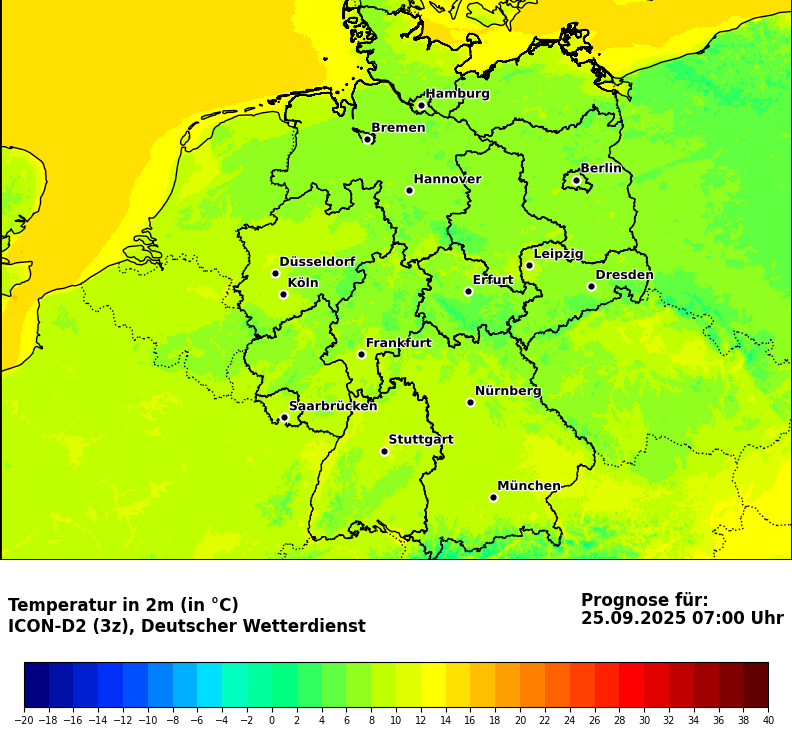 Hamburg
Bremen
Berlin
Hannover
Leipzig
Düsseldorf
Dresden
Köln
Erfurt
Frankfurt
Nürnberg
Saarbrücken
Stuttgart
München
Temperatur in 2m (in °C)
ICON-D2 (3z), Deutscher Wetterdienst
Prognose für:
25.09.2025 07:00 Uhr
−20 −18 −16 −14 −12 −10 −8 −6 −4 −2 0 2 4 6 8 10 12 14 16 18 20 22 24 26 28 30 32 34 36 38 40